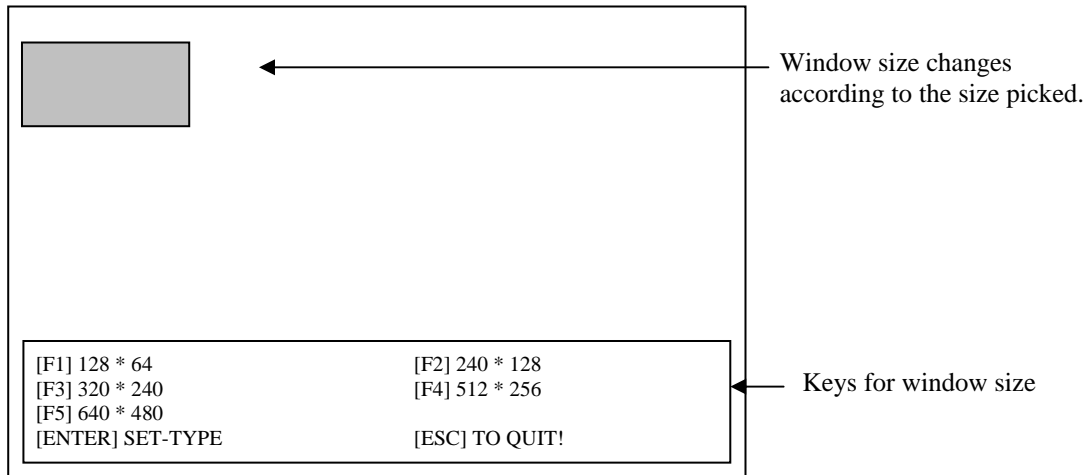 Window size changes
according to the size picked.
[F1] 128 * 64 [F2] 240 * 128
[F3] 320 * 240 [F4] 512 * 256
[F5] 640 * 480
[ENTER] SET-TYPE [ESC] TO QUIT!
Keys for window size